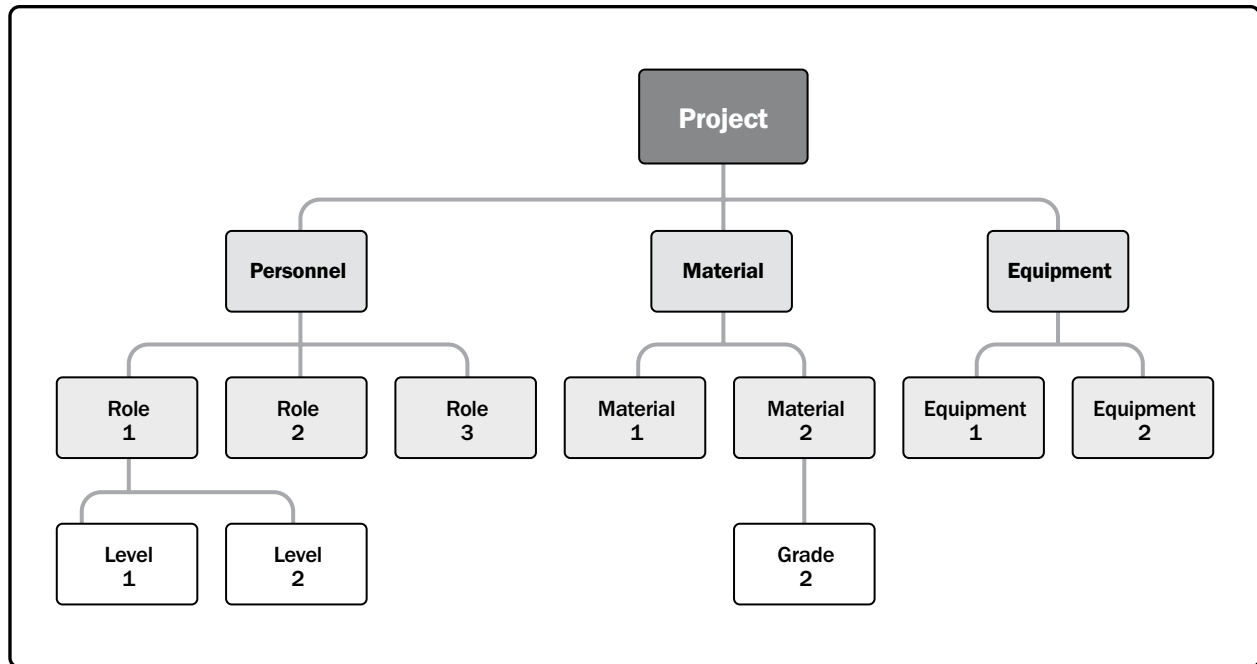 Project
Personnel
Material
Equipment
Role
1
Role
2
Role
3
Material
1
Material
2
Equipment
1
Equipment
2
Level
1
Level
2
Grade
2